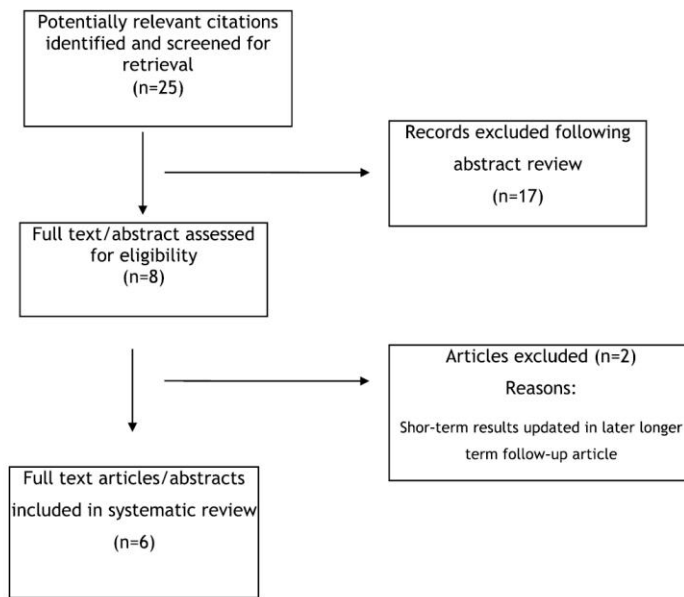 Potentially relevant citations
identified and screened for
retrieval
(n=25)
Records excluded following
abstract review
(n=17)
Full text/abstract assessed
for eligibility
(n=8)
Articles excluded (n=2)
Reasons:
Shor-term results updated in later longer
term follow-up article
Full text articles/abstracts
included in systematic review
(n=6)